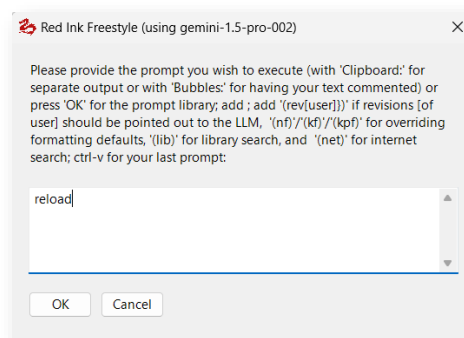 Red Ink Freestyle (using gemini-1.5-pro-002)
Please provide the prompt you wish to execute (with 'Clipboard:' for
separate output or with 'Bubbles:' for having your text commented) or
press 'OK' for the prompt library; add ; add '(rev[user]})' if revisions [of
user] should be pointed out to the LLM,  '(nf)'/'(kf)'/'(kpf)' for overriding
formatting defaults, '(lib)' for library search, and  '(net)' for internet
search; ctrl-v for your last prompt:
reload
OK Cancel